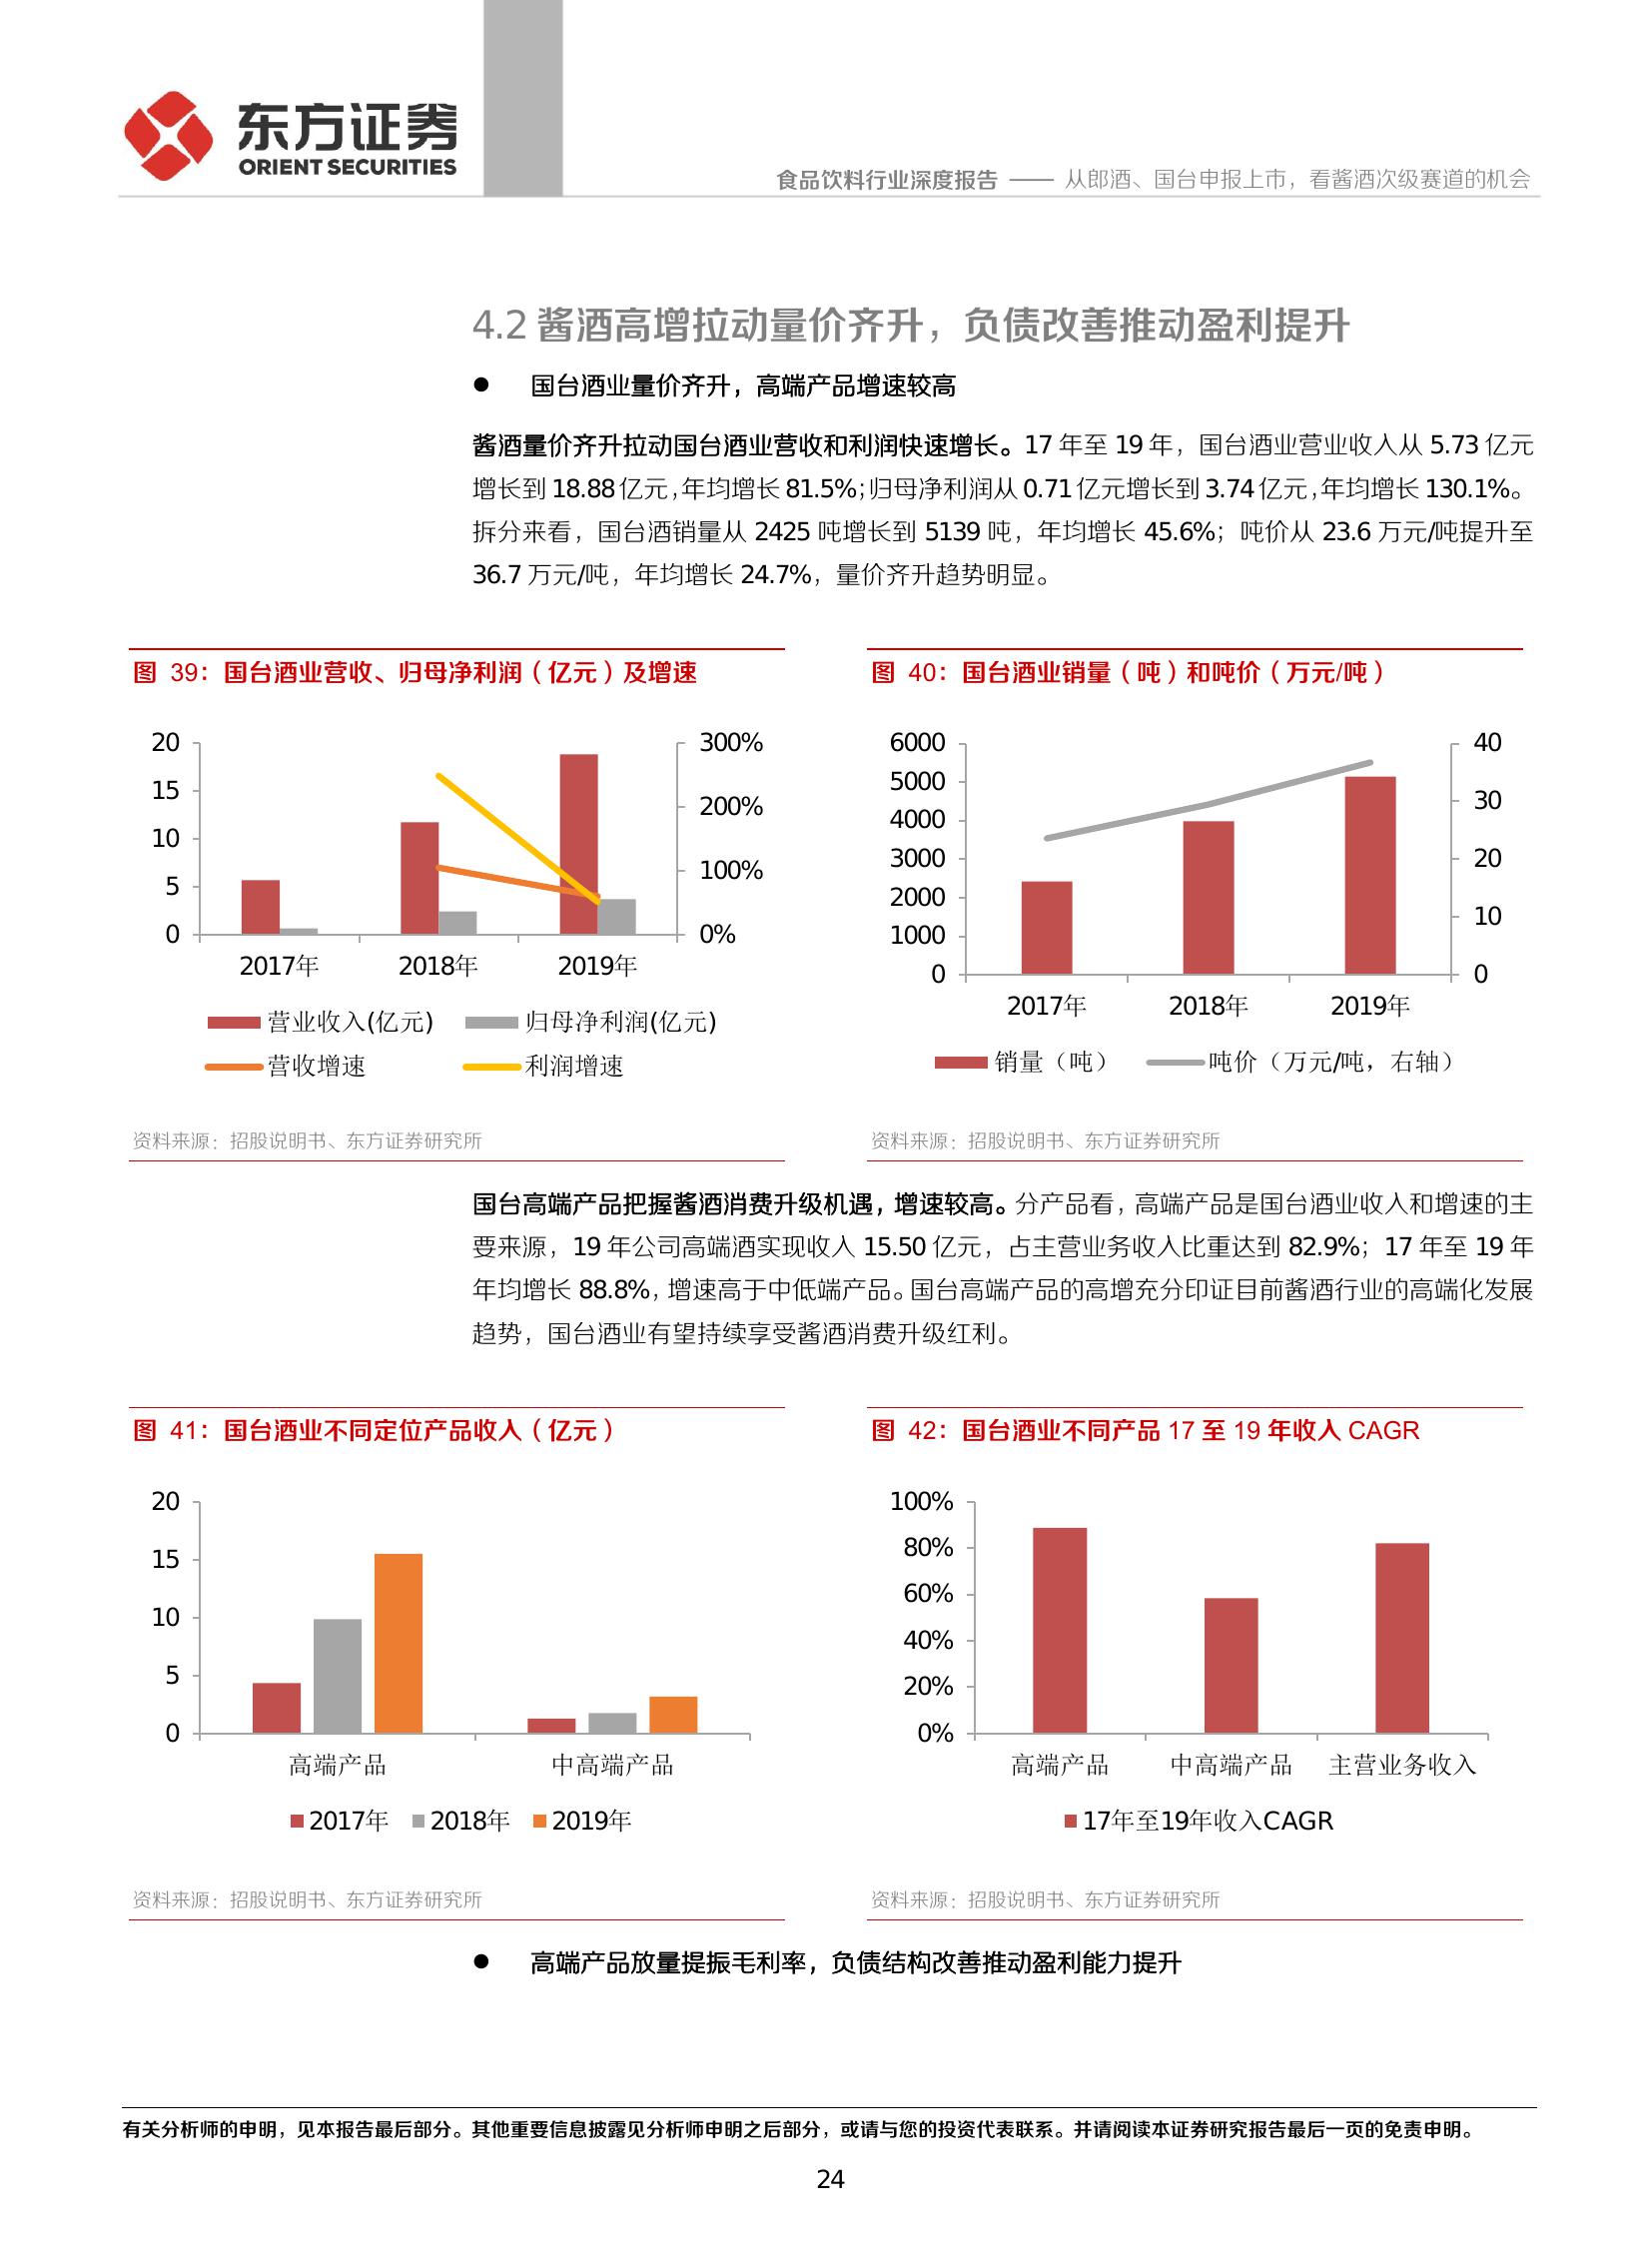 东方证券
ORIENT SECURITIES
食品饮料行业深度报告 —— 从郎酒、国台申报上市，看酱酒次级赛道的机会
4.2 酱酒高增拉动量价齐升，负债改善推动盈利提升
● 国台酒业量价齐升，高端产品增速较高
酱酒量价齐升拉动国台酒业营收和利润快速增长。17 年至 19 年，国台酒业营业收入从 5.73 亿元
增长到 18.88 亿元，年均增长 81.5%；归母净利润从 0.71 亿元增长到 3.74 亿元，年均增长 130.1%。
拆分来看，国台酒销量从 2425 吨增长到 5139 吨，年均增长 45.6%；吨价从 23.6 万元/吨提升至
36.7 万元/吨，年均增长 24.7%，量价齐升趋势明显。
图 39：国台酒业营收、归母净利润（亿元）及增速
20
15
10
5
0
300%
200%
100%
0%
2017年 2018年 2019年
营业收入(亿元) 归母净利润(亿元)
营收增速 利润增速
资料来源：招股说明书、东方证券研究所
图 40：国台酒业销量（吨）和吨价（万元/吨）
6000
5000
4000
3000
2000
1000
0
40
30
20
10
0
2017年 2018年 2019年
销量（吨） 吨价（万元/吨，右轴）
资料来源：招股说明书、东方证券研究所
国台高端产品把握酱酒消费升级机遇，增速较高。分产品看，高端产品是国台酒业收入和增速的主
要来源，19 年公司高端酒实现收入 15.50 亿元，占主营业务收入比重达到 82.9%；17 年至 19 年
年均增长 88.8%，增速高于中低端产品。国台高端产品的高增充分印证目前酱酒行业的高端化发展
趋势，国台酒业有望持续享受酱酒消费升级红利。
图 41：国台酒业不同定位产品收入（亿元）
20
15
10
5
0
高端产品 中高端产品
2017年 2018年 2019年
资料来源：招股说明书、东方证券研究所
图 42：国台酒业不同产品 17 至 19 年收入 CAGR
100%
80%
60%
40%
20%
0%
高端产品 中高端产品 主营业务收入
17年至19年收入CAGR
资料来源：招股说明书、东方证券研究所
● 高端产品放量提振毛利率，负债结构改善推动盈利能力提升
有关分析师的申明，见本报告最后部分。其他重要信息披露见分析师申明之后部分，或请与您的投资代表联系。并请阅读本证券研究报告最后一页的免责申明。
24